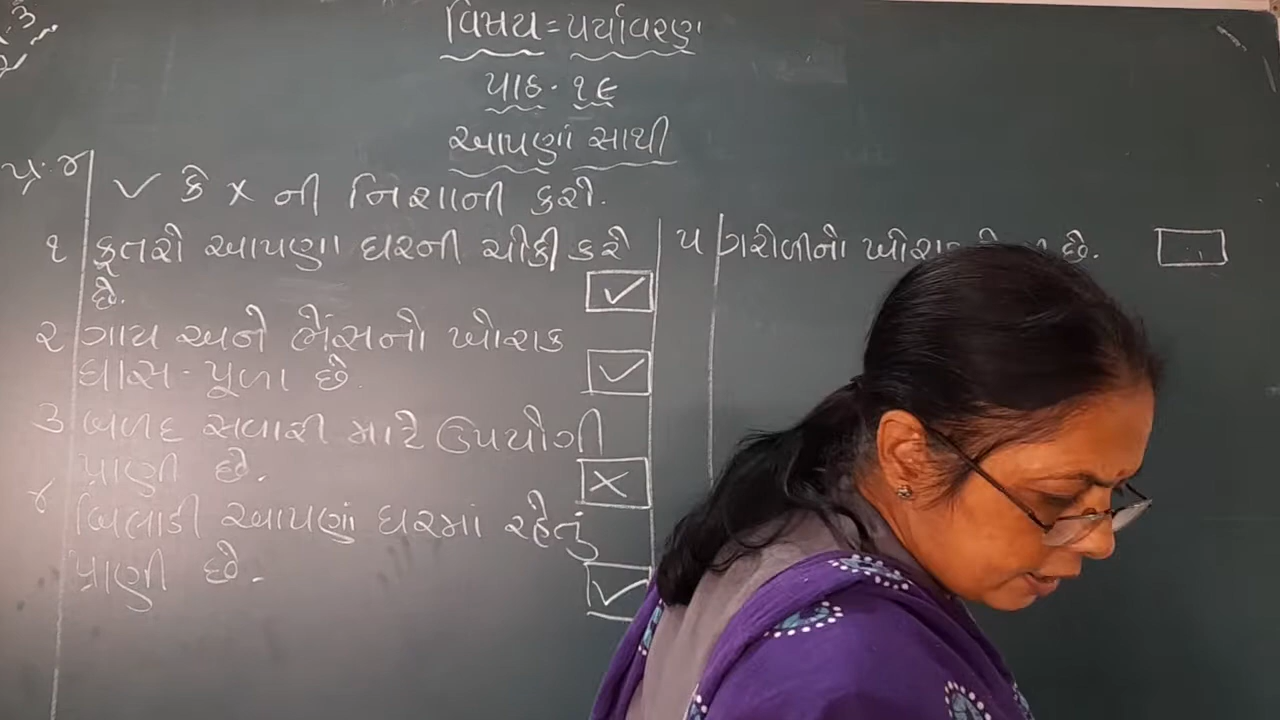 વિષય = પર્યાવરણ
પાઠ. ૧૯
આપણાં સાથી
પ્ર. ૪
✓ કે × ની નિશાની કરો.
૧ કૂતરો આપણા ઘરની ચોકી કરે
છે. ✓
૨ ગાય અને ભેંસનો ખોરાક
ઘાસ - પૂળા છે. ✓
૩ બળદ સવારી માટે ઉપયોગી
પ્રાણી છે. ×
૪ બિલાડી આપણાં ઘરમાં રહેતું
પ્રાણી છે. ✓
૫ ગરોળીનો છે.